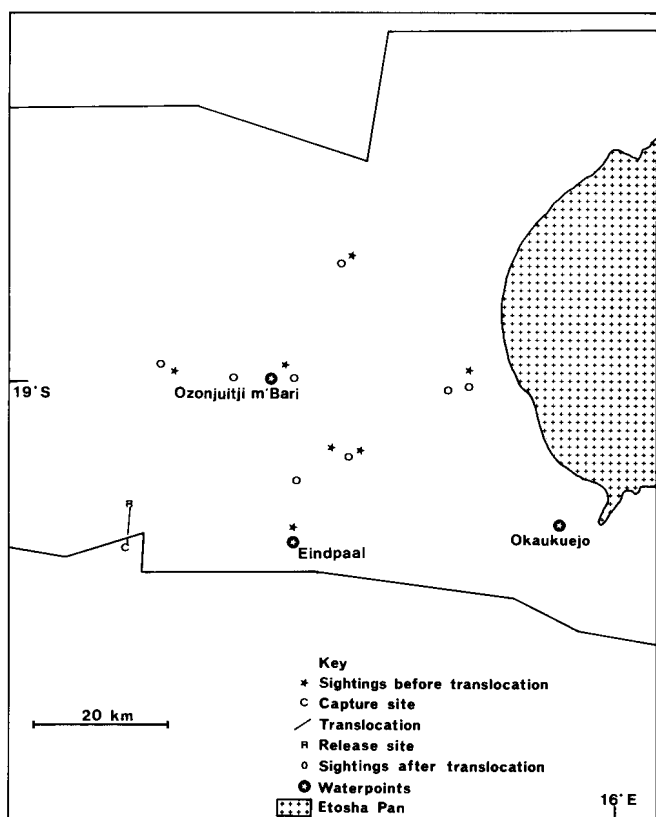 19°S
Ozonjuitji m'Bari
R
C
Eindpaal
Okaukuejo
Key
Sightings before translocation
C Capture site
Translocation
R Release site
o Sightings after translocation
Waterpoints
Etosha Pan
20 km
16°E